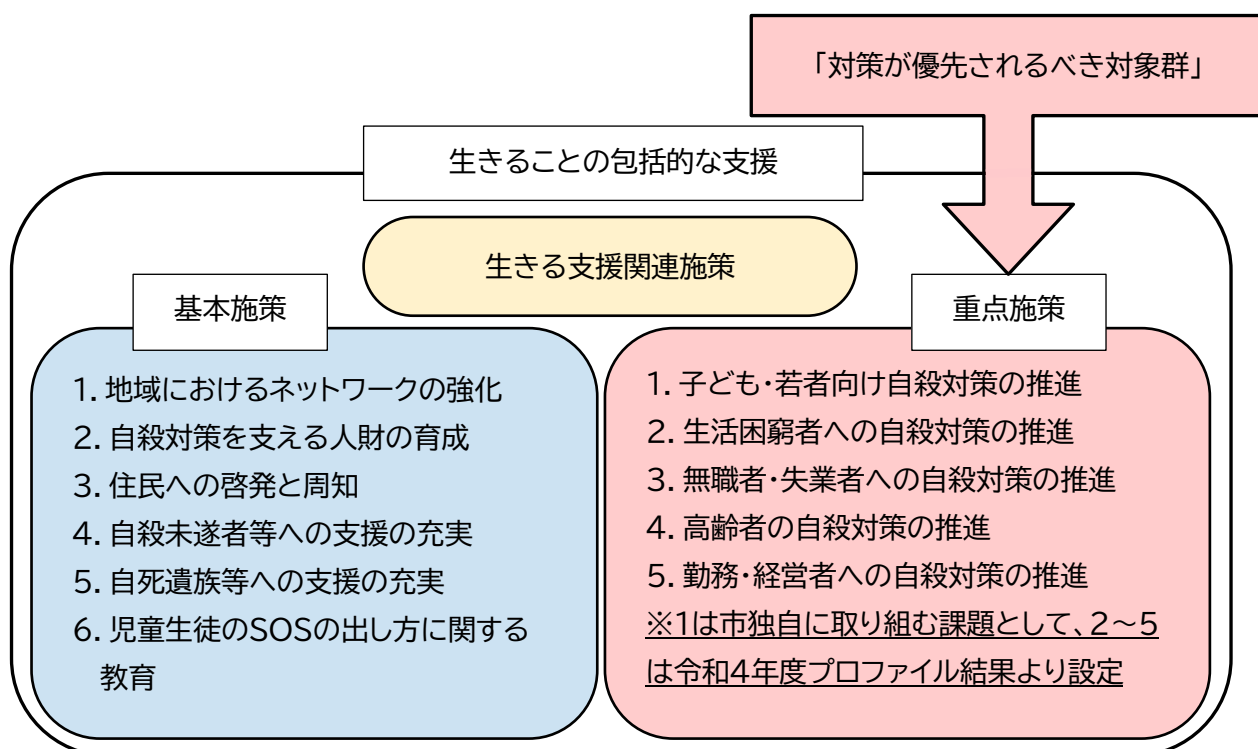 「対策が優先されるべき対象群」
生きることの包括的な支援
生きる支援関連施策
基本施策
1. 地域におけるネットワークの強化
2. 自殺対策を支える人財の育成
3. 住民への啓発と周知
4. 自殺未遂者等への支援の充実
5. 自死遺族等への支援の充実
6. 児童生徒のSOSの出し方に関する
教育
重点施策
1. 子ども・若者向け自殺対策の推進
2. 生活困窮者への自殺対策の推進
3. 無職者・失業者への自殺対策の推進
4. 高齢者の自殺対策の推進
5. 勤務・経営者への自殺対策の推進
※1は市独自に取り組む課題として、2～5
は令和4年度プロファイル結果より設定